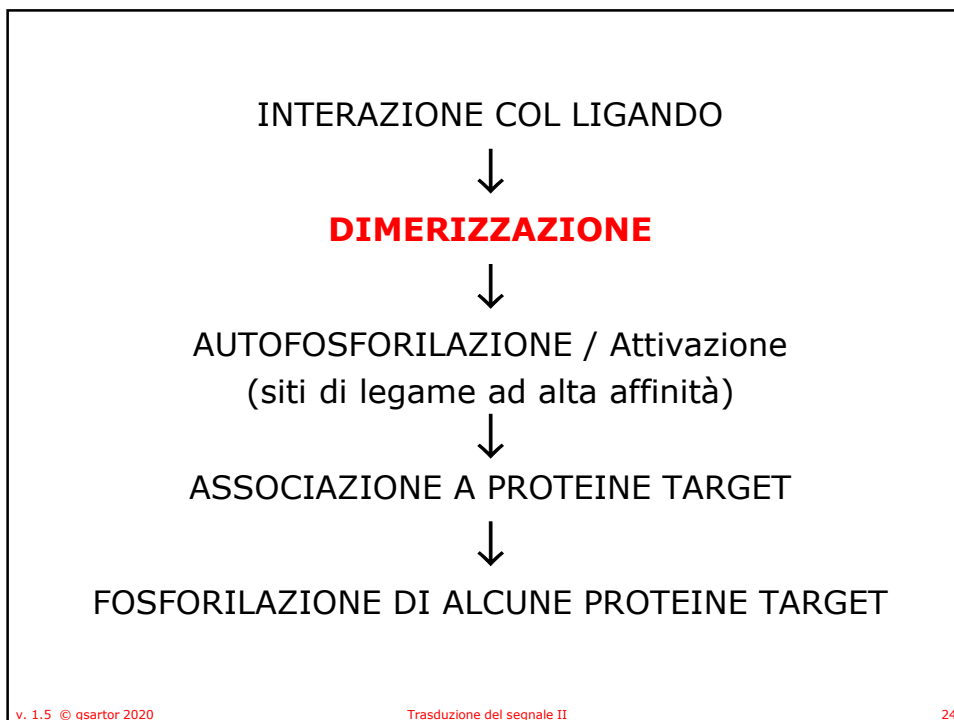 INTERAZIONE COL LIGANDO
↓
DIMERIZZAZIONE
↓
AUTOFOSFORILAZIONE / Attivazione
(siti di legame ad alta affinità)
↓
ASSOCIAZIONE A PROTEINE TARGET
↓
FOSFORILAZIONE DI ALCUNE PROTEINE TARGET
v. 1.5 © gsartor 2020 Trasduzione del segnale II 24